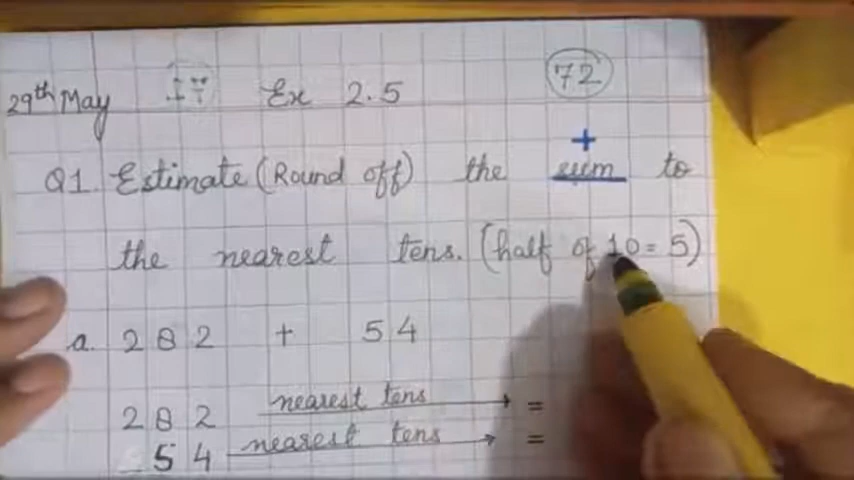 29th May Ex 2.5 72
+
Q1. Estimate (Round off) the sum to
the nearest tens. (half of 10 = 5)
a. 282 + 54
282 nearest tens =
54 nearest tens =